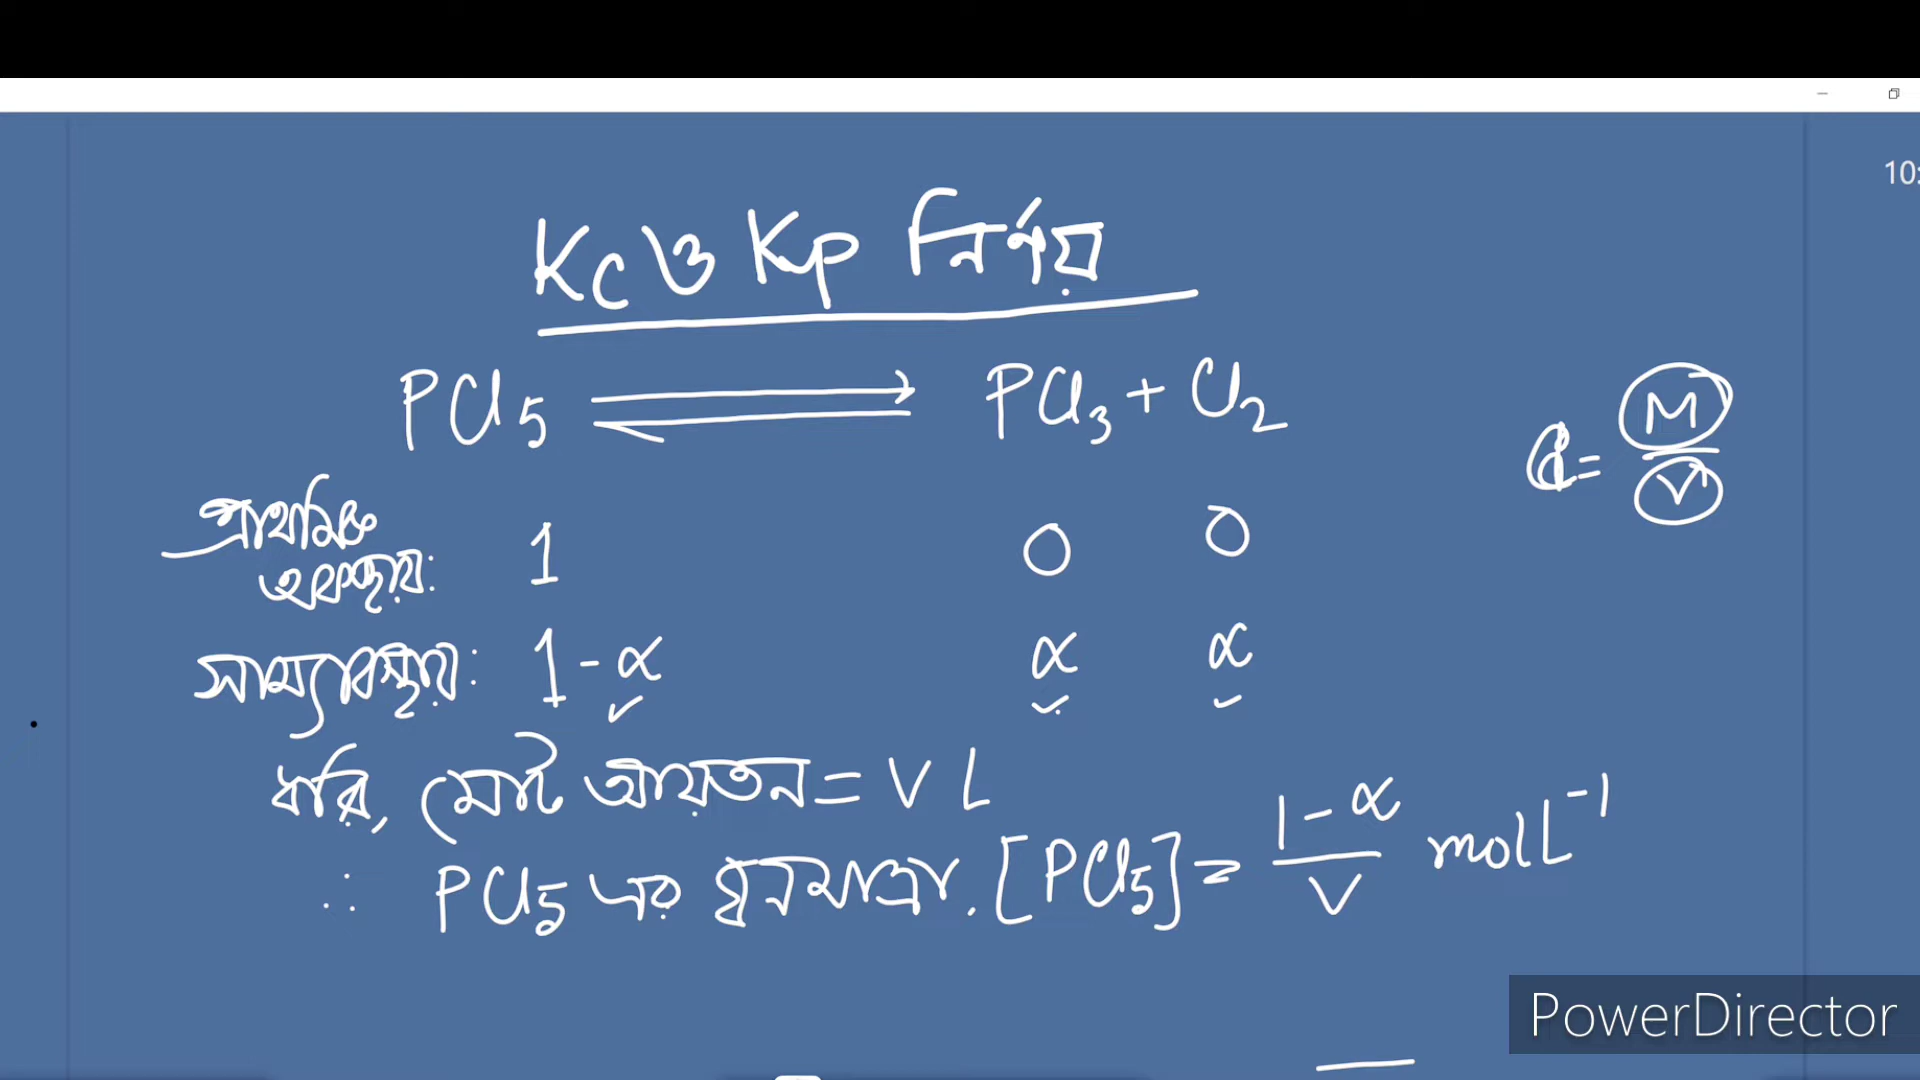 10:
Kc ও Kp নির্ণয়
PCl₅ ⇌ PCl₃ + Cl₂
C = M/V
প্রাথমিক
অবস্থায়: 1 0 0
সাম্যাবস্থায়: 1-α α α
ধরি, মোট আয়তন = V L
∴ PCl₅ এর ঘনমাত্রা. [PCl₅] = (1-α)/V molL⁻¹
PowerDirector